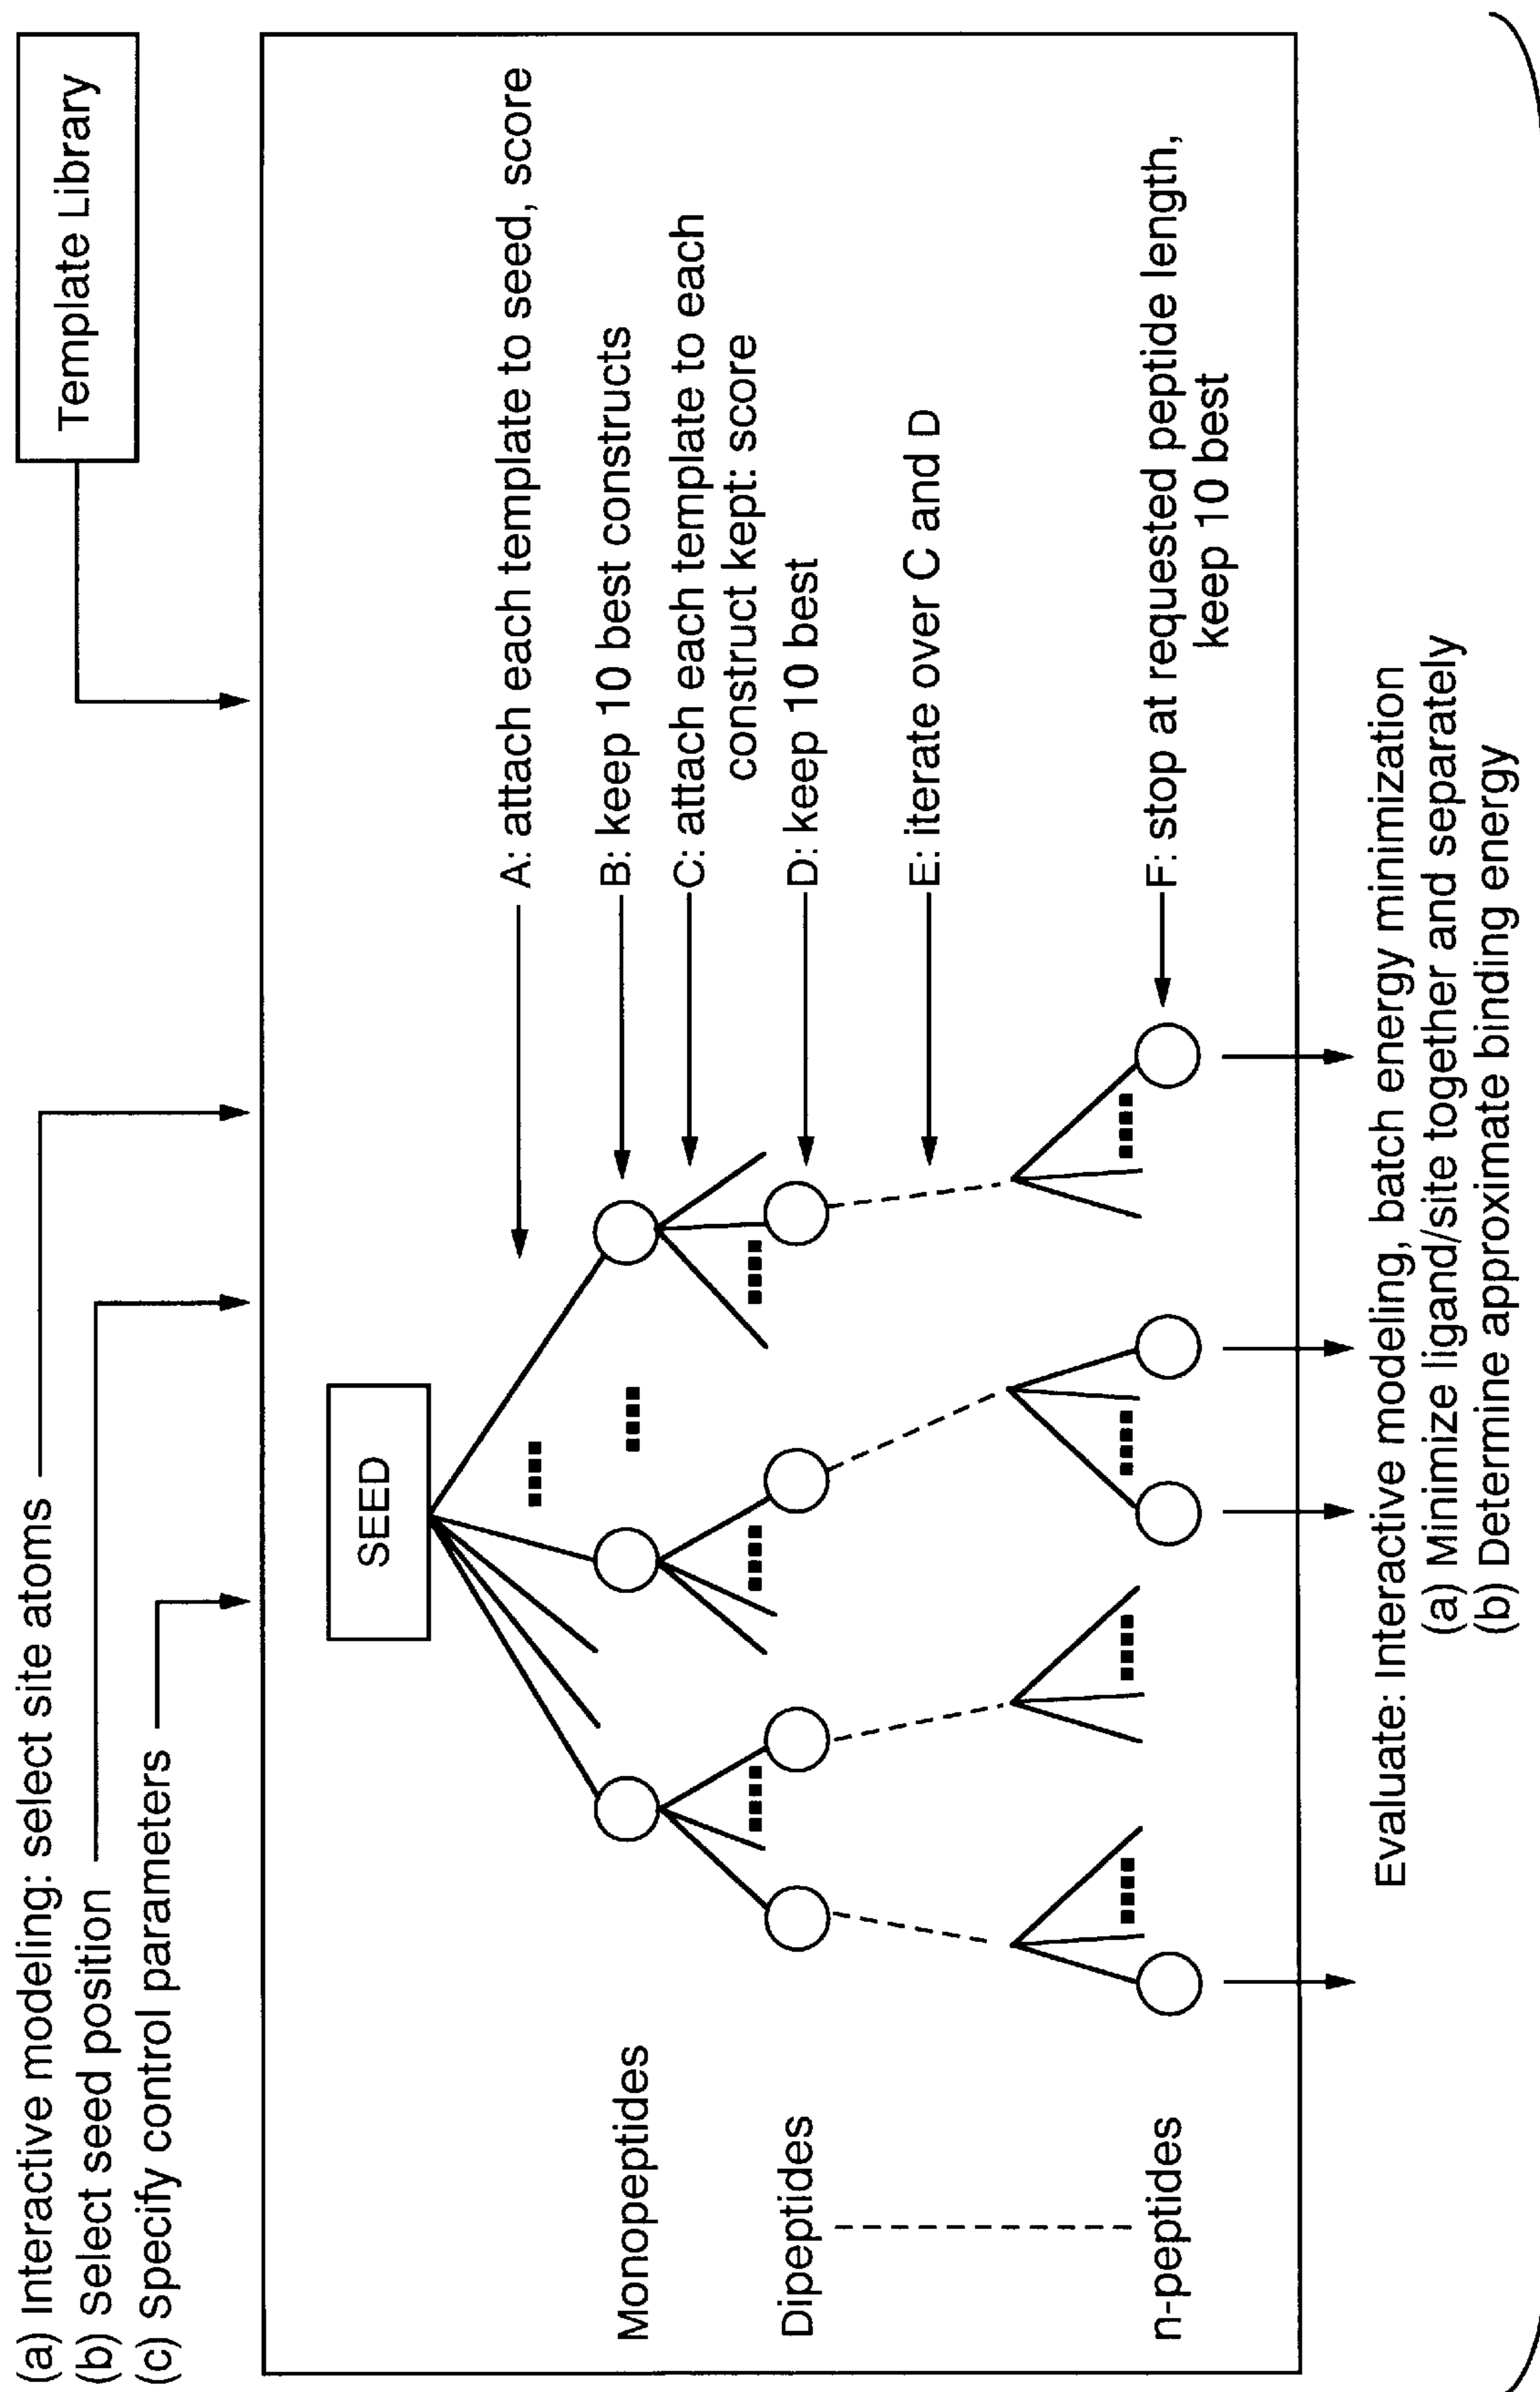 (a) Interactive modeling: select site atoms
(b) Select seed position
(c) Specify control parameters
Template Library
SEED
A: attach each template to seed, score
Monopeptides
B: keep 10 best constructs
C: attach each template to each
construct kept: score
Dipeptides
D: keep 10 best
E: iterate over C and D
n-peptides
F: stop at requested peptide length,
keep 10 best
Evaluate: Interactive modeling, batch energy minimization
(a) Minimize ligand/site together and separately
(b) Determine approximate binding energy